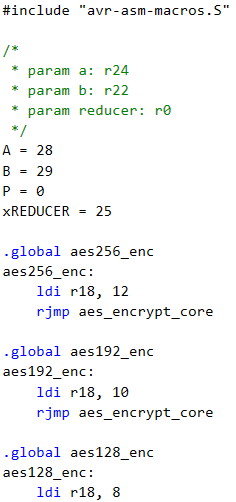 #include "avr-asm-macros.S"
/*
 * param a: r24
 * param b: r22
 * param reducer: r0
 */
A = 28
B = 29
P = 0
xREDUCER = 25
.global aes256_enc
aes256_enc:
    ldi r18, 12
    rjmp aes_encrypt_core
.global aes192_enc
aes192_enc:
    ldi r18, 10
    rjmp aes_encrypt_core
.global aes128_enc
aes128_enc:
    ldi r18, 8